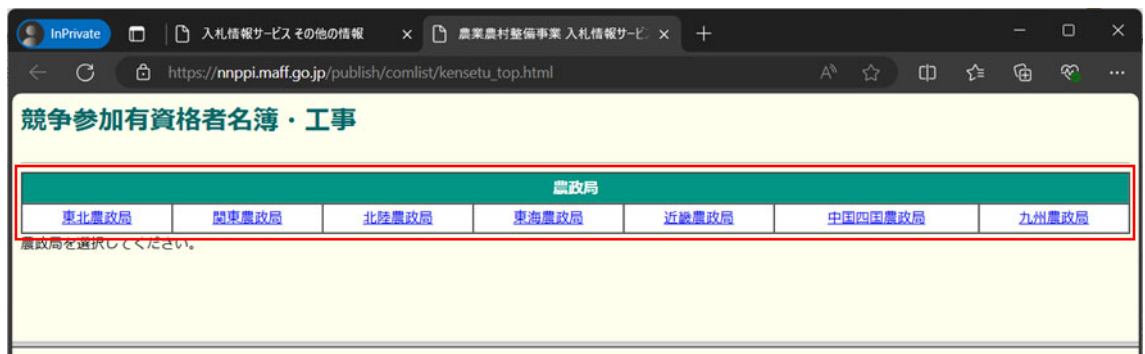 InPrivate
入札情報サービス その他の情報
農業農村整備事業 入札情報サービ
https://nnppi.maff.go.jp/publish/comlist/kensetu_top.html
競争参加有資格者名簿・工事
農政局
東北農政局 関東農政局 北陸農政局 東海農政局 近畿農政局 中国四国農政局 九州農政局
農政局を選択してください。